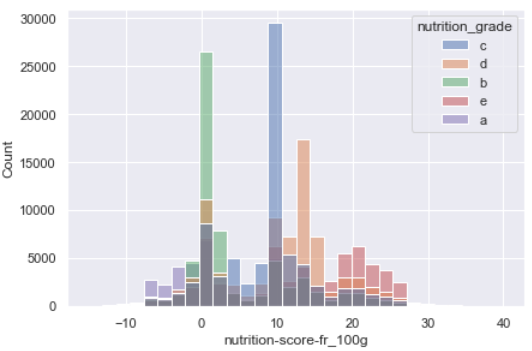 nutrition_grade
c
d
b
e
a
30000
25000
20000
15000
10000
5000
0
Count
−10 0 10 20 30 40
nutrition-score-fr_100g